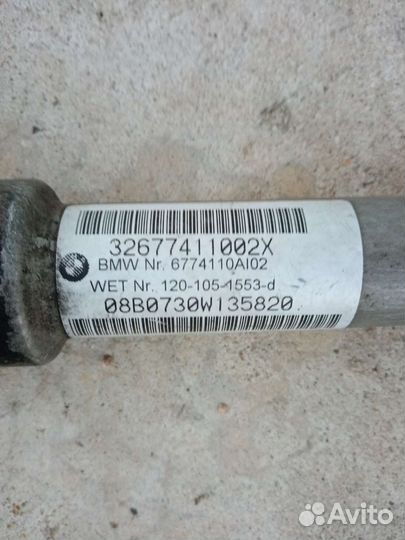 32677411002X
BMW Nr. 6774110AI02
WET Nr. 120-105-1553-d
08B0730W135820
Avito